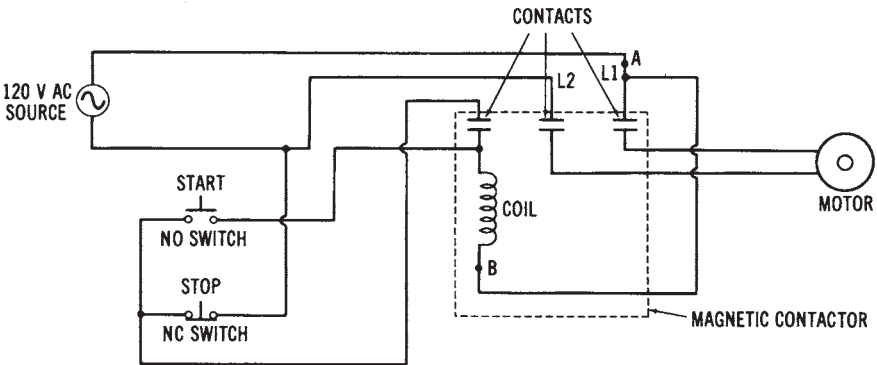 CONTACTS
A
L1
L2
120 V AC
SOURCE
START
NO SWITCH
COIL
MOTOR
B
STOP
NC SWITCH
MAGNETIC CONTACTOR